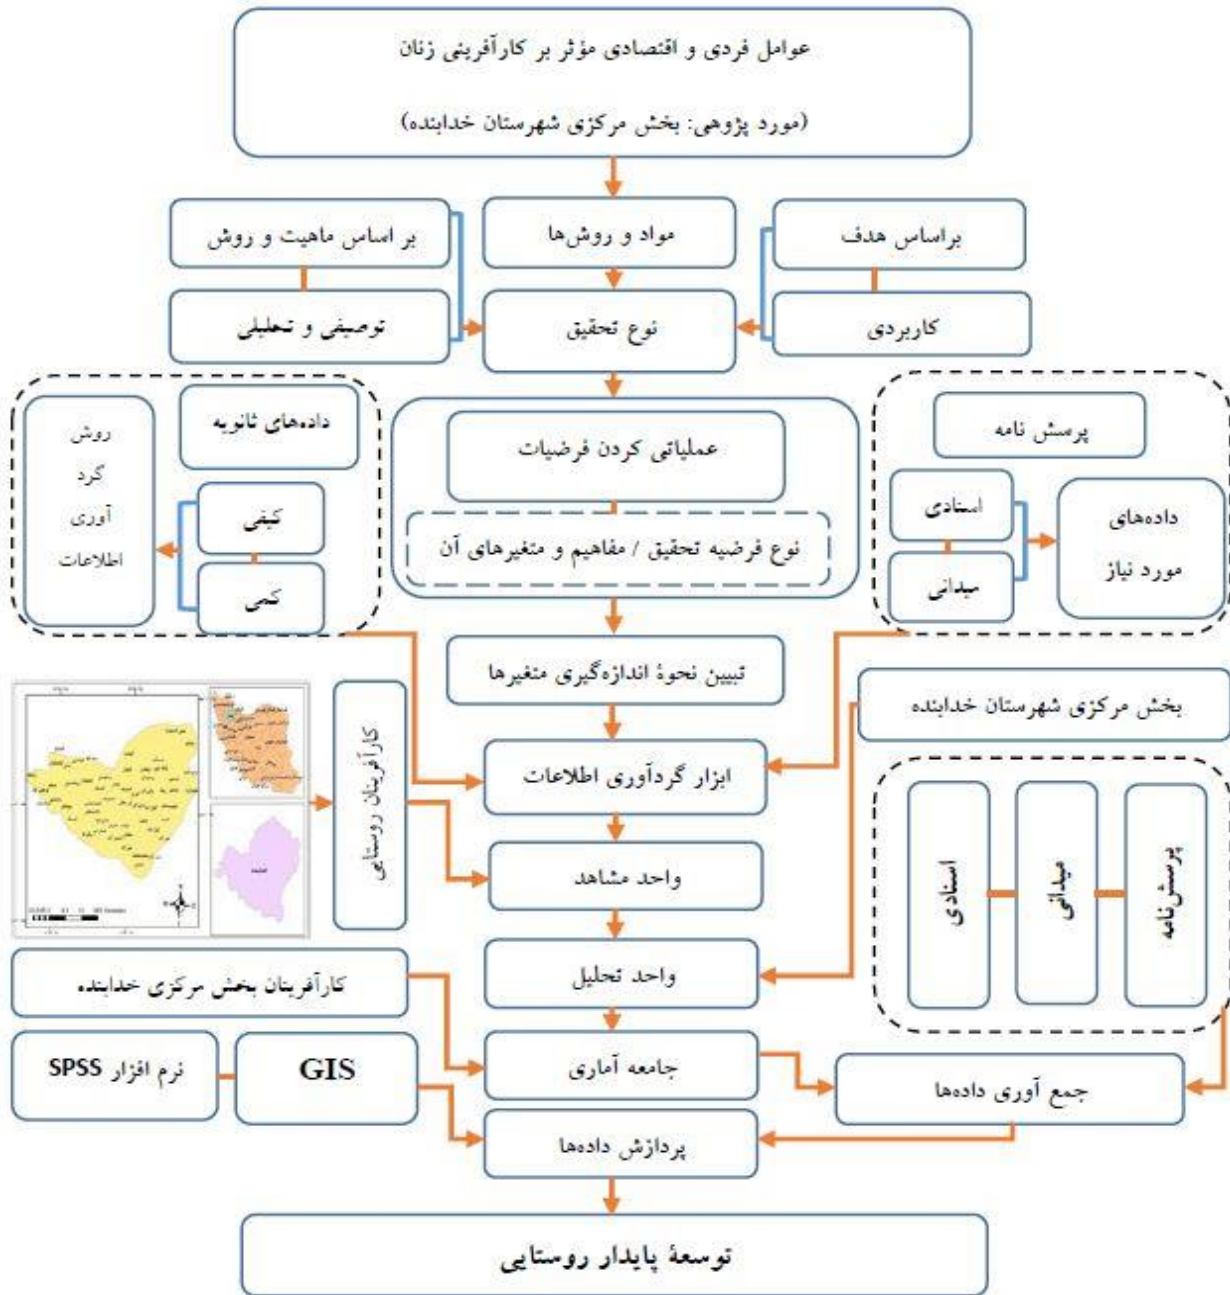 عوامل فردی و اقتصادی مؤثر بر کارآفرینی زنان
(مورد پژوهی: بخش مرکزی شهرستان خدابنده)
براساس هدف
مواد و روش‌ها
بر اساس ماهیت و روش
کاربردی
نوع تحقیق
توصیفی و تحلیلی
پرسش نامه
اسنادی
میدانی
داده‌های
مورد نیاز
عملیاتی کردن فرضیات
نوع فرضیه تحقیق / مفاهیم و متغیرهای آن
داده‌های ثانویه
کیفی
کمی
روش
گرد
آوری
اطلاعات
تبیین نحوۀ اندازه‌گیری متغیرها
بخش مرکزی شهرستان خدابنده
ابزار گردآوری اطلاعات
کارآفرینان روستایی
واحد مشاهد
پرسش‌نامه
میدانی
اسنادی
واحد تحلیل
کارآفرینان بخش مرکزی خدابنده
جامعه آماری
جمع آوری داده‌ها
GIS
نرم افزار SPSS
پردازش داده‌ها
توسعۀ پایدار روستایی